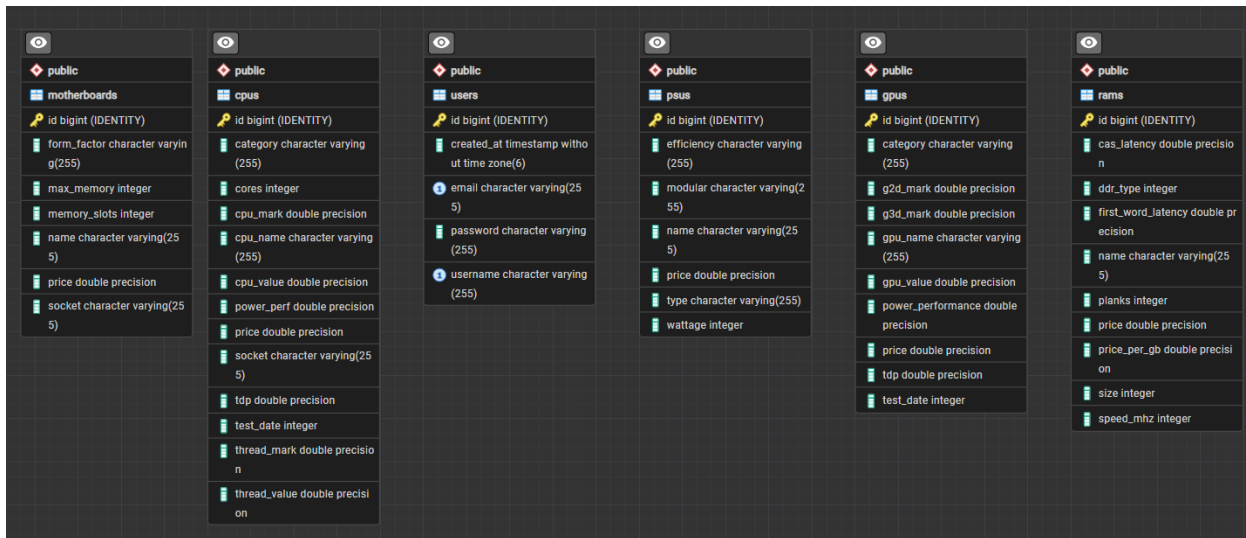 public
motherboards
id bigint (IDENTITY)
form_factor character varyin
g(255)
max_memory integer
memory_slots integer
name character varying(25
5)
price double precision
socket character varying(25
5)
public
cpus
id bigint (IDENTITY)
category character varying
(255)
cores integer
cpu_mark double precision
cpu_name character varying
(255)
cpu_value double precision
power_perf double precision
price double precision
socket character varying(25
5)
tdp double precision
test_date integer
thread_mark double precisio
n
thread_value double precisi
on
public
users
id bigint (IDENTITY)
created_at timestamp witho
ut time zone(6)
email character varying(25
5)
password character varying
(255)
username character varying
(255)
public
psus
id bigint (IDENTITY)
efficiency character varying
(255)
modular character varying(2
55)
name character varying(25
5)
price double precision
type character varying(255)
wattage integer
public
gpus
id bigint (IDENTITY)
category character varying
(255)
g2d_mark double precision
g3d_mark double precision
gpu_name character varying
(255)
gpu_value double precision
power_performance double
precision
price double precision
tdp double precision
test_date integer
public
rams
id bigint (IDENTITY)
cas_latency double precisio
n
ddr_type integer
first_word_latency double pr
ecision
name character varying(25
5)
planks integer
price double precision
price_per_gb double precisi
on
size integer
speed_mhz integer